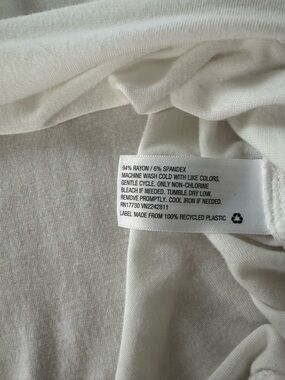 94% RAYON / 6% SPANDEX
MACHINE WASH COLD WITH LIKE COLORS.
GENTLE CYCLE. ONLY NON-CHLORINE
BLEACH IF NEEDED. TUMBLE DRY LOW.
REMOVE PROMPTLY. COOL IRON IF NEEDED.
RN17730 VN2242811
LABEL MADE FROM 100% RECYCLED PLASTIC